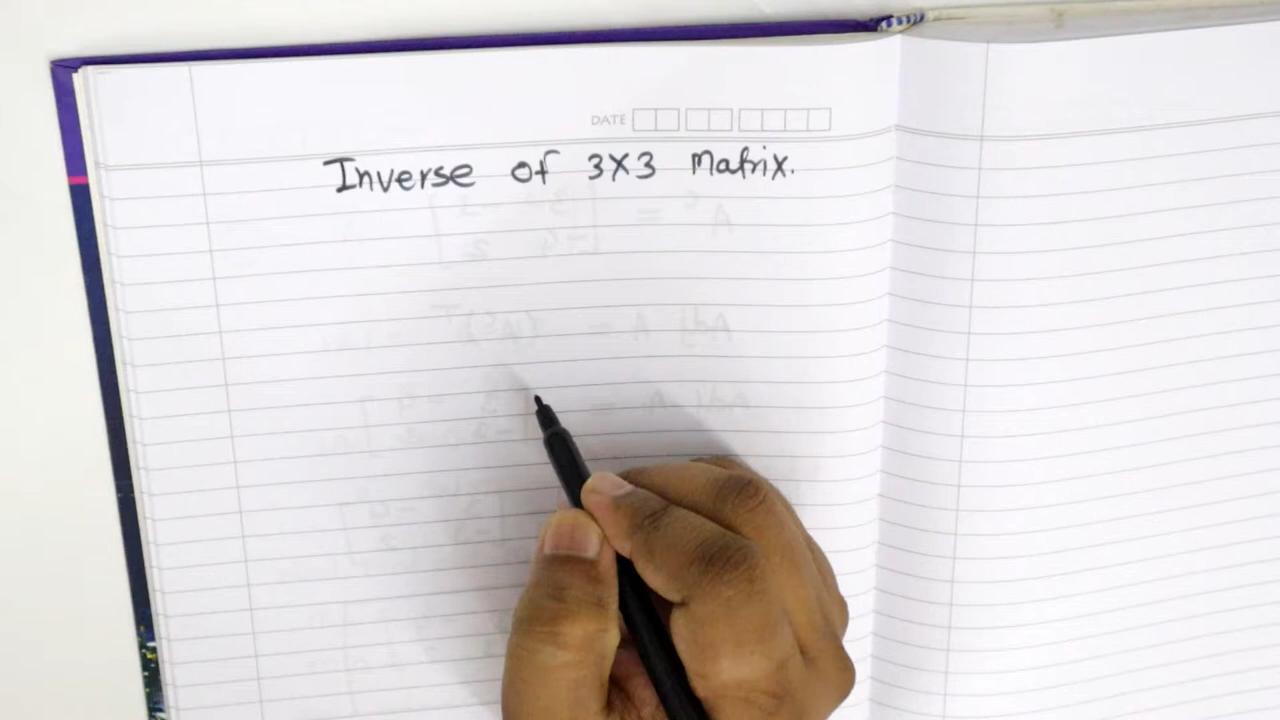 DATE
Inverse of 3X3 Matrix.